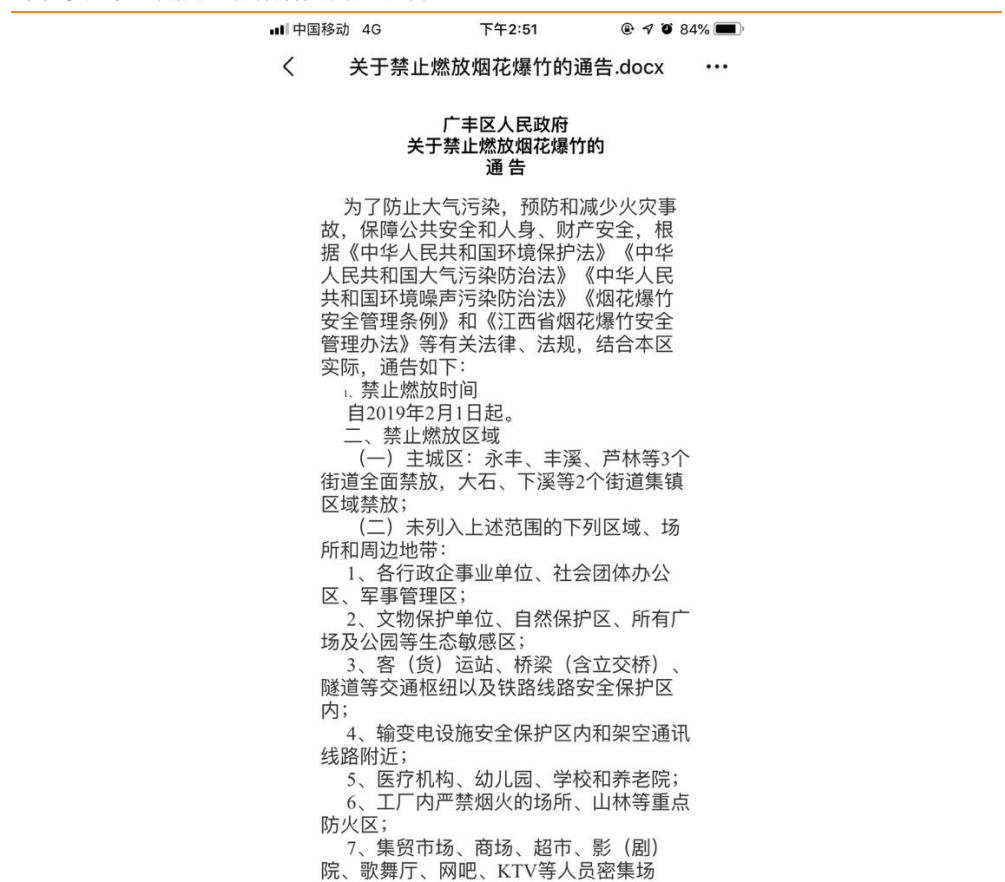 中国移动 4G 下午2:51 84%
关于禁止燃放烟花爆竹的通告.docx
广丰区人民政府
关于禁止燃放烟花爆竹的
通 告
为了防止大气污染，预防和减少火灾事
故，保障公共安全和人身、财产安全，根
据《中华人民共和国环境保护法》《中华
人民共和国大气污染防治法》《中华人民
共和国环境噪声污染防治法》《烟花爆竹
安全管理条例》和《江西省烟花爆竹安全
管理办法》等有关法律、法规，结合本区
实际，通告如下：
1、禁止燃放时间
自2019年2月1日起。
二、禁止燃放区域
（一）主城区：永丰、丰溪、芦林等3个
街道全面禁放，大石、下溪等2个街道集镇
区域禁放；
（二）未列入上述范围的下列区域、场
所和周边地带：
1、各行政企事业单位、社会团体办公
区、军事管理区；
2、文物保护单位、自然保护区、所有广
场及公园等生态敏感区；
3、客（货）运站、桥梁（含立交桥）、
隧道等交通枢纽以及铁路线路安全保护区
内；
4、输变电设施安全保护区内和架空通讯
线路附近；
5、医疗机构、幼儿园、学校和养老院；
6、工厂内严禁烟火的场所、山林等重点
防火区；
7、集贸市场、商场、超市、影（剧）
院、歌舞厅、网吧、KTV等人员密集场